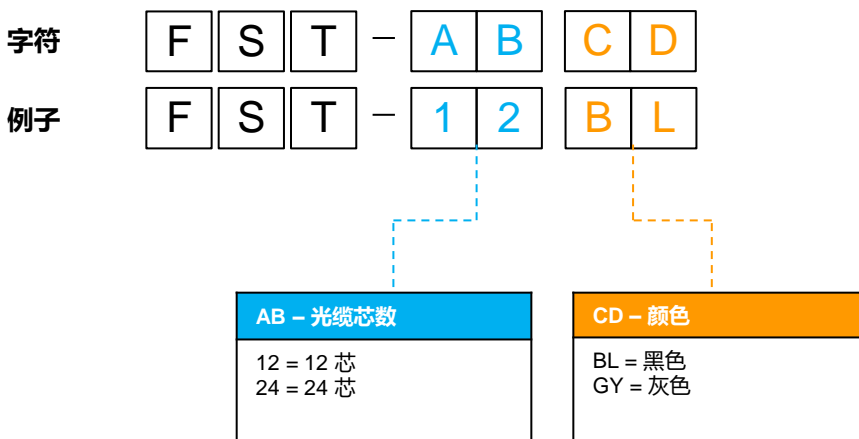 字符 F S T – A B C D
例子 F S T – 1 2 B L
AB – 光缆芯数
12 = 12 芯
24 = 24 芯
CD – 颜色
BL = 黑色
GY = 灰色